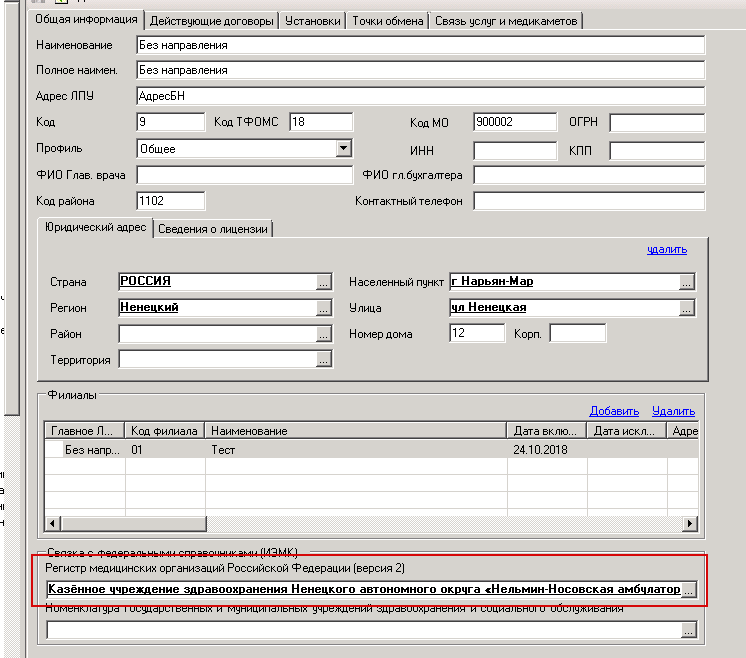 Общая информация Действующие договоры Установки Точки обмена Связь услуг и медикаметов
Наименование Без направления
Полное наимен. Без направления
Адрес ЛПУ АдресБН
Код 9 Код ТФОМС 18 Код МО 900002 ОГРН
Профиль Общее ИНН КПП
ФИО Глав. врача ФИО гл.бухгалтера
Код района 1102 Контактный телефон
Юридический адрес Сведения о лицензии
удалить
Страна РОССИЯ ... Населенный пункт г Нарьян-Мар ...
Регион Ненецкий ... Улица ул Ненецкая ...
Район ... Номер дома 12 Корп.
Территория ...
Филиалы
Добавить Удалить
Главное Л... Код филиала Наименование Дата вклю... Дата искл... Адре
Без напр... 01 Тест 24.10.2018
Связка с федеральными справочниками (ИЭМК)
Регистр медицинских организаций Российской Федерации (версия 2)
Казённое учреждение здравоохранения Ненецкого автономного округа «Нельмин-Носовская амбулатор ...
Номенклатура государственных и муниципальных учреждений здравоохранения и социального обслуживания
...